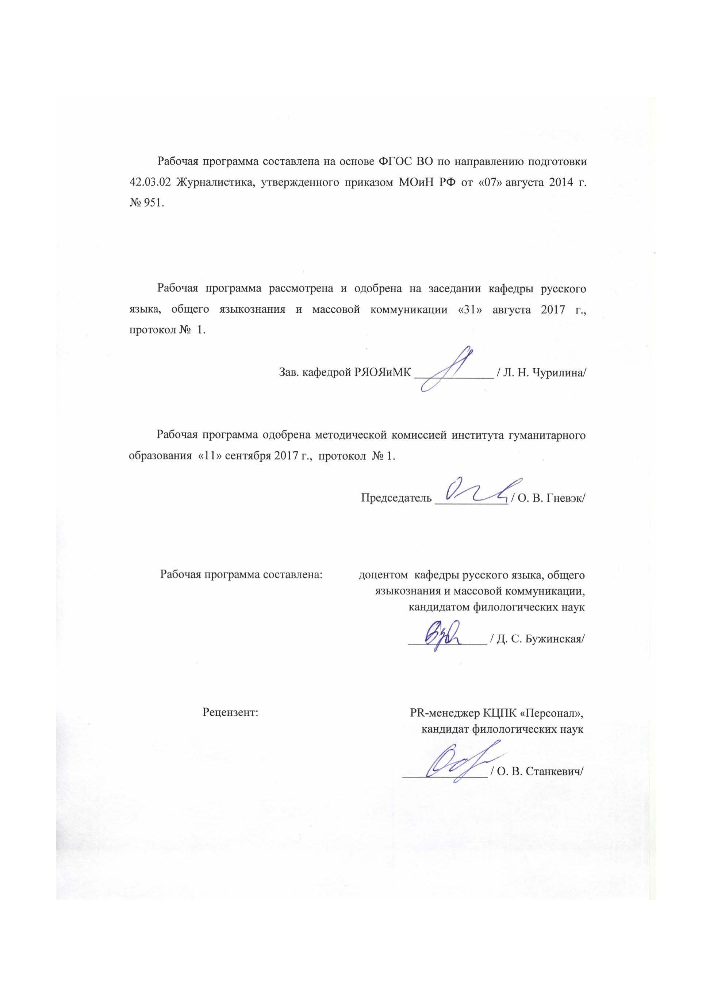 Рабочая программа составлена на основе ФГОС ВО по направлению подготовки
42.03.02 Журналистика, утвержденного приказом МОиН РФ от «07» августа 2014 г.
№ 951.
Рабочая программа рассмотрена и одобрена на заседании кафедры русского
языка, общего языкознания и массовой коммуникации «31» августа 2017 г.,
протокол № 1.
Зав. кафедрой РЯОЯиМК ______________ / Л. Н. Чурилина/
Рабочая программа одобрена методической комиссией института гуманитарного
образования «11» сентября 2017 г., протокол № 1.
Председатель _____________ / О. В. Гневэк/
Рабочая программа составлена: доцентом кафедры русского языка, общего
языкознания и массовой коммуникации,
кандидатом филологических наук
______________ / Д. С. Бужинская/
Рецензент: PR-менеджер КЦПК «Персонал»,
кандидат филологических наук
_______________ / О. В. Станкевич/